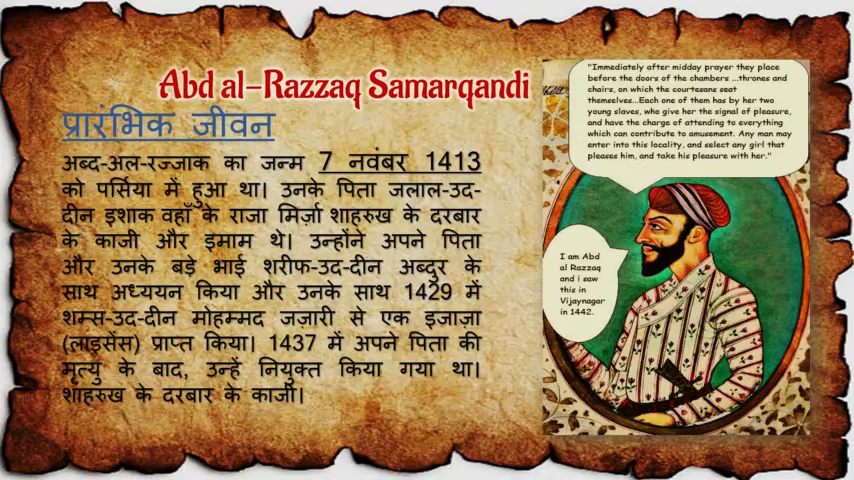 Abd al-Razzaq Samarqandi
प्रारंभिक जीवन
अब्द-अल-रज्जाक का जन्म 7 नवंबर 1413
को पर्सिया में हुआ था। उनके पिता जलाल-उद-
दीन इशाक वहाँ के राजा मिर्ज़ा शाहरुख के दरबार
के काजी और इमाम थे। उन्होंने अपने पिता
और उनके बड़े भाई शरीफ-उद-दीन अब्दुर के
साथ अध्ययन किया और उनके साथ 1429 में
शम्स-उद-दीन मोहम्मद जज़ारी से एक इजाज़ा
(लाइसेंस) प्राप्त किया। 1437 में अपने पिता की
मृत्यु के बाद, उन्हें नियुक्त किया गया था।
शाहरुख के दरबार के काजी।
"Immediately after midday prayer they place
before the doors of the chambers ...thrones and
chairs, on which the courtesans seat
themselves...Each one of them has by her two
young slaves, who give her the signal of pleasure,
and have the charge of attending to everything
which can contribute to amusement. Any man may
enter into this locality, and select any girl that
pleases him, and take his pleasure with her."
I am Abd
al Razzaq
and i saw
this in
Vijaynagar
in 1442.